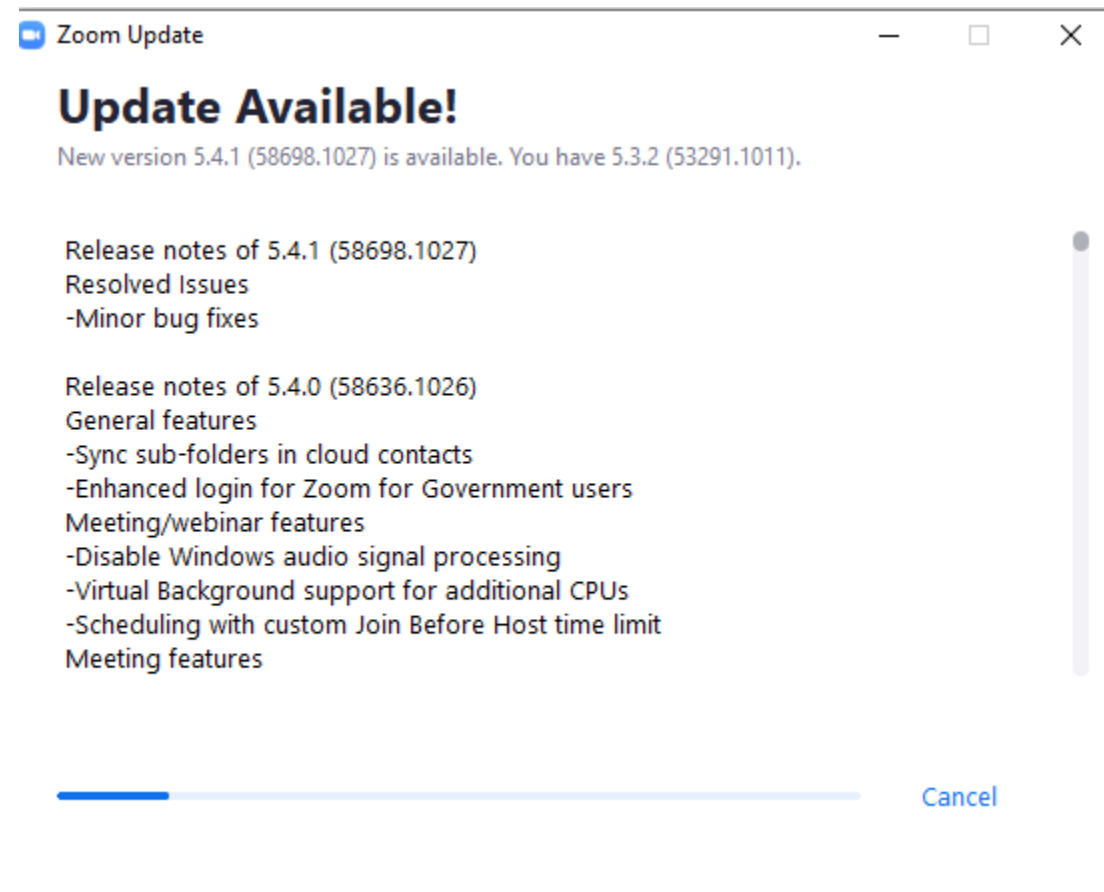 Zoom Update
Update Available!
New version 5.4.1 (58698.1027) is available. You have 5.3.2 (53291.1011).
Release notes of 5.4.1 (58698.1027)
Resolved Issues
-Minor bug fixes
Release notes of 5.4.0 (58636.1026)
General features
-Sync sub-folders in cloud contacts
-Enhanced login for Zoom for Government users
Meeting/webinar features
-Disable Windows audio signal processing
-Virtual Background support for additional CPUs
-Scheduling with custom Join Before Host time limit
Meeting features
Cancel